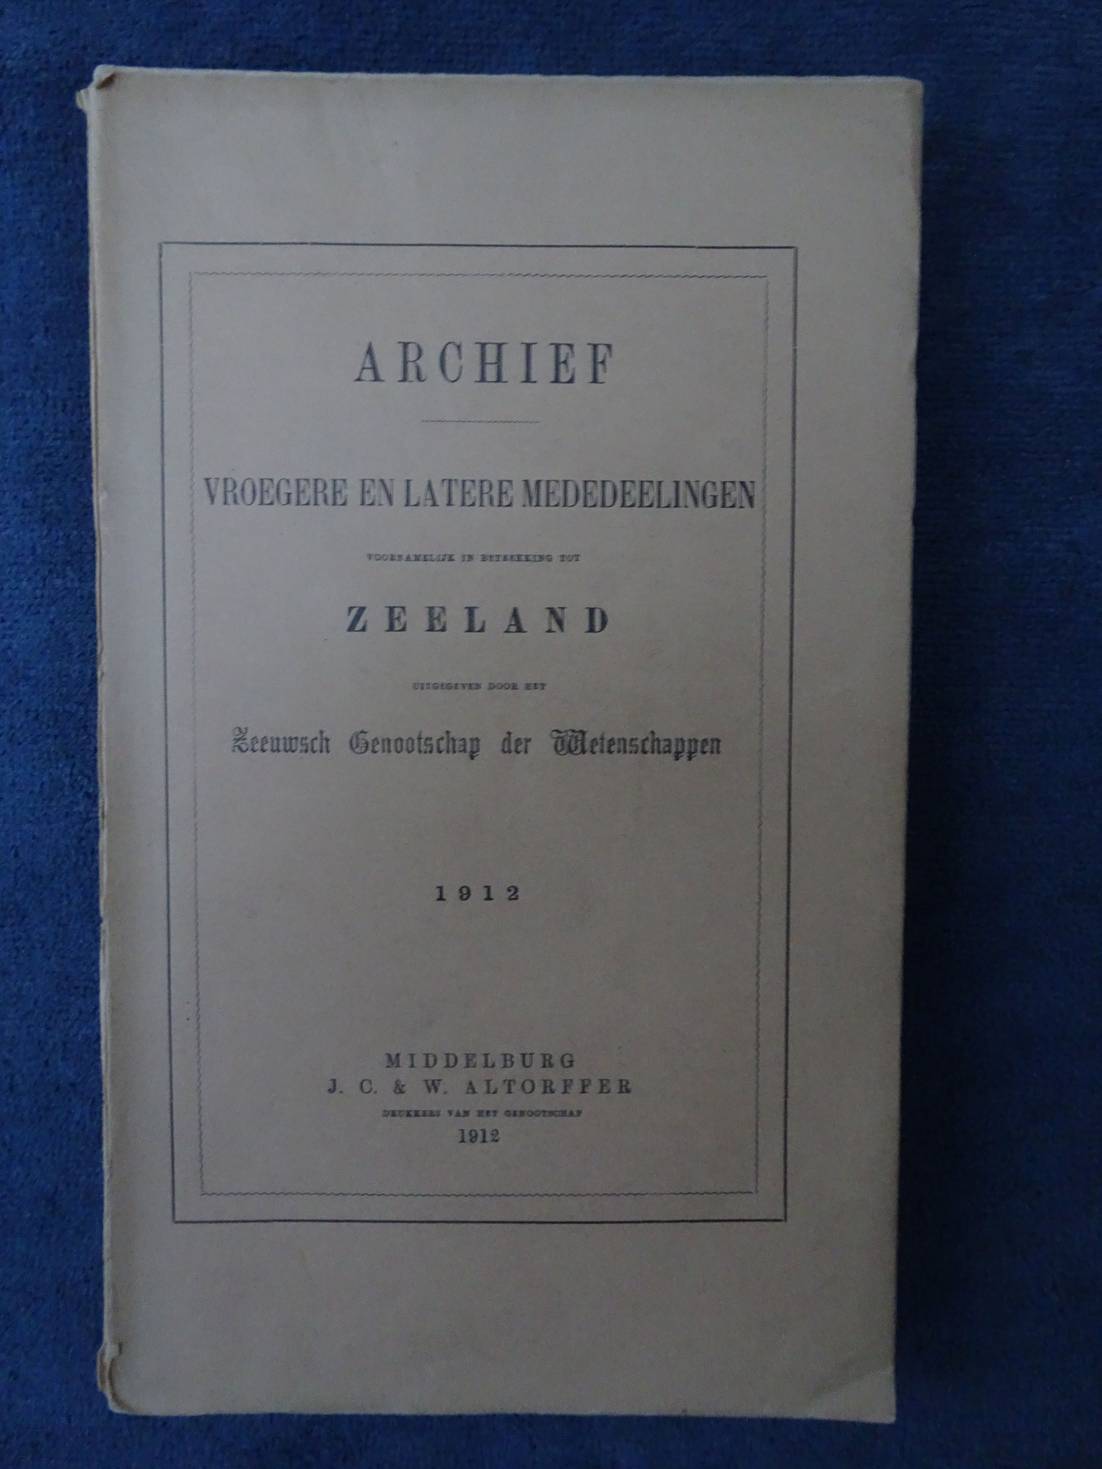 ARCHIEF
VROEGERE EN LATERE MEDEDEELINGEN
VOORNAMELIJK IN BETREKKING TOT
ZEELAND
UITGEGEVEN DOOR HET
Zeeuwsch Genootschap der Wetenschappen
1912
MIDDELBURG
J. C. & W. ALTORFFER
DRUKKERS VAN HET GENOOTSCHAP
1912